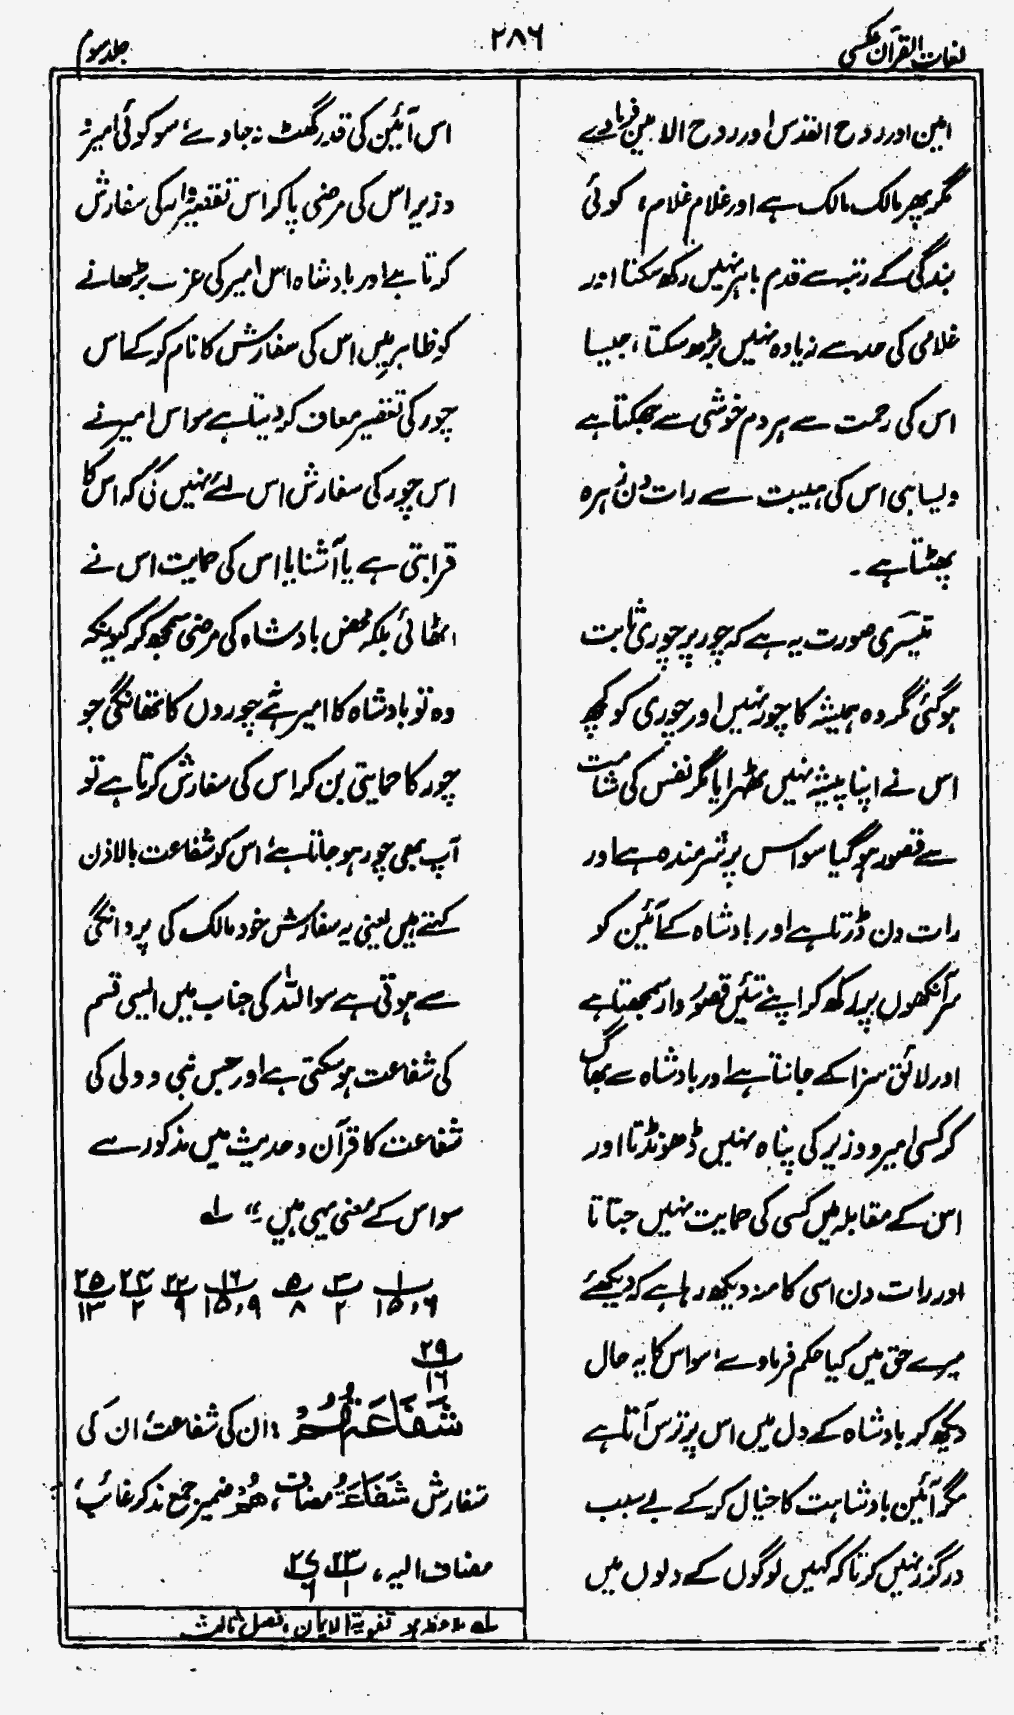 لغات القرآن عکسی
۲۸۶
جلد سوم
امین اور روح القدس اور روح الامین فرمادے
مگر پھر مالک مالک ہے اور غلام غلام، کوئی
بندگی کے رتبہ سے قدم باہر نہیں رکھ سکتا اور
غلامی کی حد سے زیادہ نہیں بڑھ سکتا، جیسا
اس کی رحمت سے ہر دم خوشی سے جھکتا ہے
ویسا ہی اس کی ہیبت سے رات دن زہرہ
پھٹتا ہے۔
تیسری صورت یہ ہے کہ چور پر چوری ثابت
ہوگئی مگر وہ ہمیشہ کا چور نہیں اور چوری کو کچھ
اس نے اپنا پیشہ نہیں ٹھہرایا مگر نفس کی شامت
سے قصور ہوگیا سو اس پر شرمندہ ہے اور
رات دن ڈرتا ہے اور بادشاہ کے آئین کو
سر آنکھوں پر رکھ کر اپنے تئیں قصور وار سمجھتا ہے
اور لائق سزا کے جانتا ہے اور بادشاہ سے بھاگ
کر کسی امیر و وزیر کی پناہ نہیں ڈھونڈتا اور
اس کے مقابلہ میں کسی کی حمایت نہیں جتاتا
اور رات دن اسی کا منہ دیکھ رہا ہے کہ دیکھئے
میرے حق میں کیا حکم فرمادے، سو اس کا یہ حال
دیکھ کر بادشاہ کے دل میں اس پر ترس آتا ہے
مگر آئین بادشاہت کا خیال کر کے بے سبب
درگزر نہیں کرتا کہ کہیں لوگوں کے دلوں میں
اس آئین کی قدر گھٹ نہ جاوے، سو کوئی امیر و
وزیر اس کی مرضی پاکر اس تقصیر وار کی سفارش
کرتا ہے اور بادشاہ اس امیر کی عزت بڑھانے
کو ظاہر میں اس کی سفارش کا نام کر کے اس
چور کی تقصیر معاف کر دیتا ہے سو اس امیر نے
اس چور کی سفارش اس لئے نہیں کی کہ اس کا
قرابتی ہے یا آشنا یا اس کی حمایت اس نے
اٹھائی بلکہ محض بادشاہ کی مرضی سمجھ کر کیونکہ
وہ تو بادشاہ کا امیر ہے نہ چوروں کا تھانگی جو
چور کا حمایتی بن کر اس کی سفارش کرتا ہے تو
آپ بھی چور ہو جاتا ہے، اس کو شفاعت بالاذن
کہتے ہیں یعنی یہ سفارش خود مالک کی پروانگی
سے ہوتی ہے سو اللہ کی جناب میں ایسی قسم
کی شفاعت ہوسکتی ہے اور جس نبی و ولی کی
شفاعت کا قرآن و حدیث میں مذکور ہے
سو اس کے معنی یہی ہیں"۔ لہ
۱/۱۵،۶ ۳/۲ ۵/۸ ۱۶/۱۵،۹ ۲۲/۹ ۲۴/۲ ۲۵/۱۳
۲۹/۱۶
شَفَاعَتُهُمْ: ان کی شفاعت، ان کی
سفارش شَفَاعَةُ مضاف، هُمْ ضمیر جمع مذکر غائب
مضاف الیہ، ۲۳/۱ ۲۷/۶
لہ ملاحظہ ہو تقویۃ الایمان، فصل ثالث۔